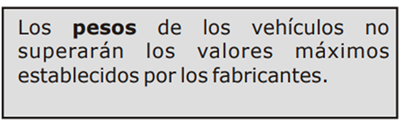 Los pesos de los vehículos no
superarán los valores máximos
establecidos por los fabricantes.